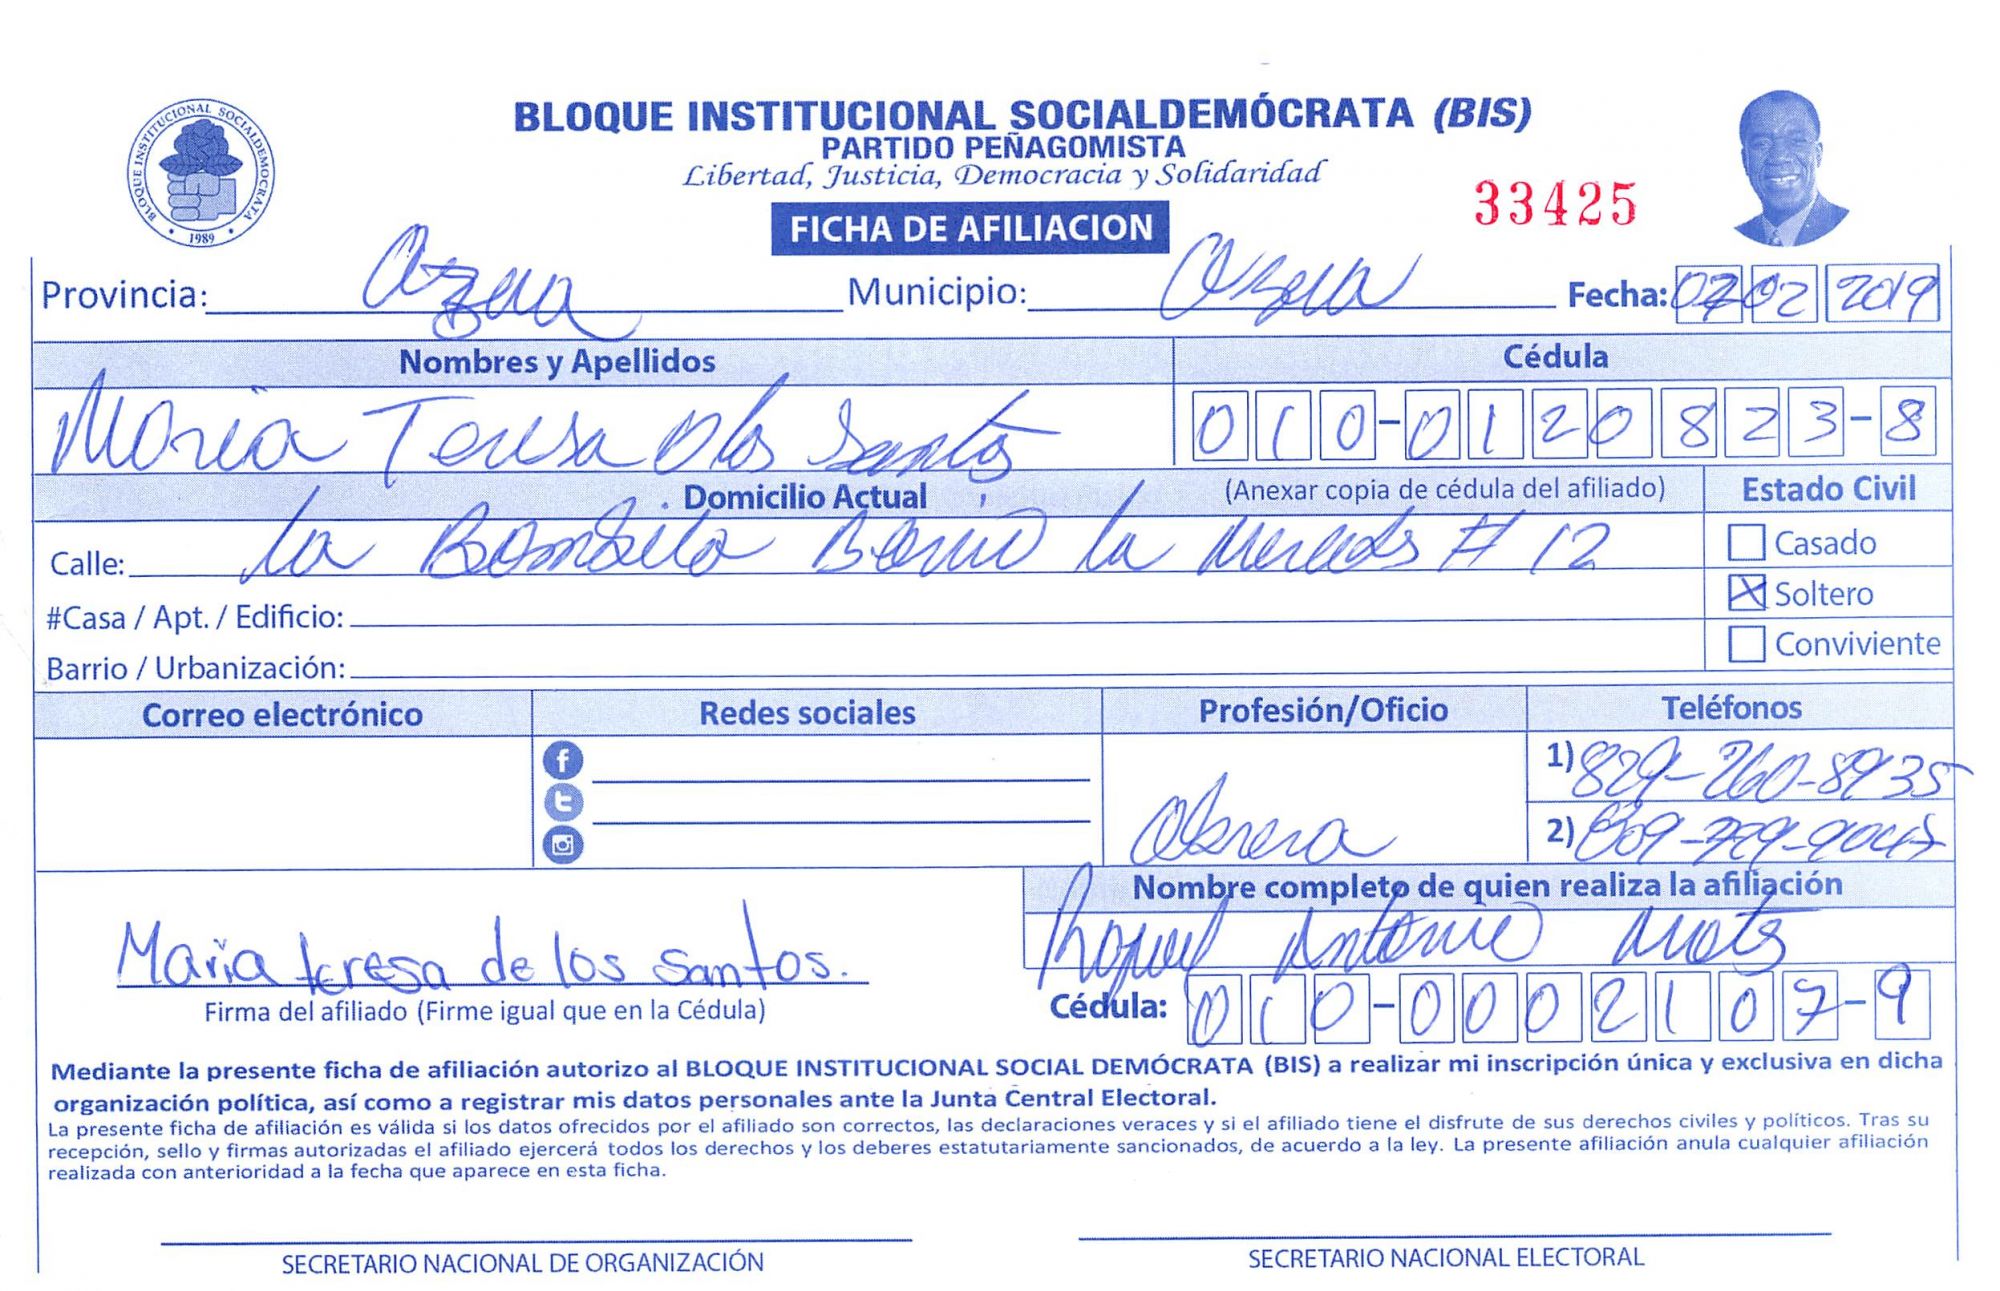 BLOQUE INSTITUCIONAL SOCIALDEMÓCRATA (BIS)
PARTIDO PEÑAGOMISTA
Libertad, Justicia, Democracia y Solidaridad
BLOQUE INSTITUCIONAL SOCIALDEMOCRATA
1989
FICHA DE AFILIACION
33425
Provincia: Azua Municipio: Azua Fecha: 07 02 2019
Nombres y Apellidos Cédula
Maria Teresa D los Santos 010-0120823-8
Domicilio Actual (Anexar copia de cédula del afiliado) Estado Civil
Calle: La Bombita Barrio La Mercedes # 12 Casado
#Casa / Apt. / Edificio: Soltero
Barrio / Urbanización: Conviviente
Correo electrónico Redes sociales Profesión/Oficio Teléfonos
1) 829-260-8935
Obrera 2) 809-
Nombre completo de quien realiza la afiliación
Antonio
Maria teresa de los santos.
Firma del afiliado (Firme igual que en la Cédula) Cédula: 010-0002107-9
Mediante la presente ficha de afiliación autorizo al BLOQUE INSTITUCIONAL SOCIAL DEMÓCRATA (BIS) a realizar mi inscripción única y exclusiva en dicha
organización política, así como a registrar mis datos personales ante la Junta Central Electoral.
La presente ficha de afiliación es válida si los datos ofrecidos por el afiliado son correctos, las declaraciones veraces y si el afiliado tiene el disfrute de sus derechos civiles y políticos. Tras su
recepción, sello y firmas autorizadas el afiliado ejercerá todos los derechos y los deberes estatutariamente sancionados, de acuerdo a la ley. La presente afiliación anula cualquier afiliación
realizada con anterioridad a la fecha que aparece en esta ficha.
SECRETARIO NACIONAL DE ORGANIZACIÓN SECRETARIO NACIONAL ELECTORAL